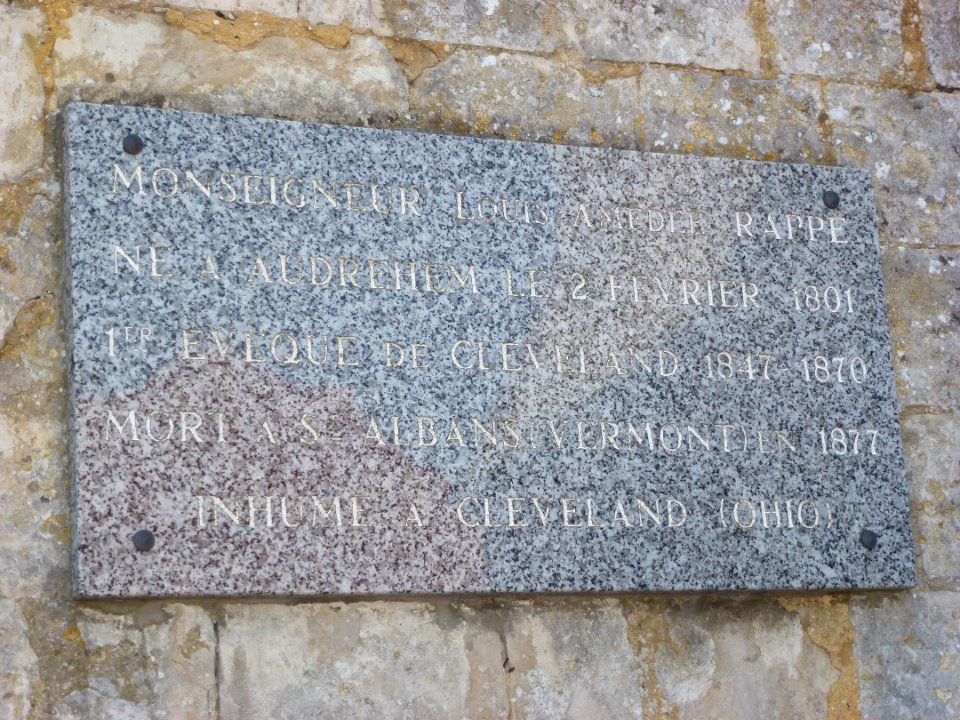 MONSEIGNEUR LOUIS-AMEDEE RAPPE
NE A AUDREHEM LE 2 FEVRIER 1801
1ER EVEQUE DE CLEVELAND 1847-1870
MORT A ST ALBANS (VERMONT) EN 1877
INHUME A CLEVELAND (OHIO)